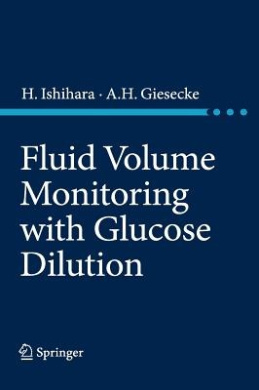 H. Ishihara · A.H. Giesecke
Fluid Volume
Monitoring
with Glucose
Dilution
Springer